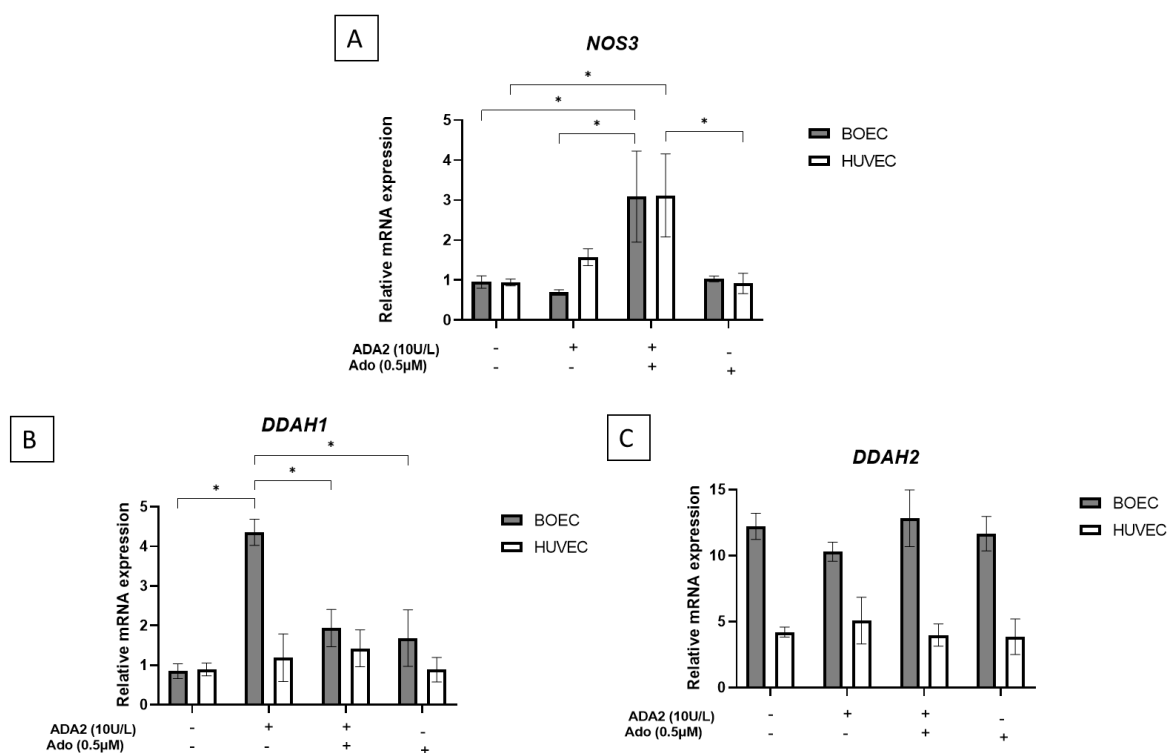 A
NOS3
*
*
*
*
Relative mRNA expression
5
4
3
2
1
0
BOEC
HUVEC
ADA2 (10U/L) - + + -
Ado (0.5µM) - - + +
B
DDAH1
*
*
*
Relative mRNA expression
5
4
3
2
1
0
BOEC
HUVEC
ADA2 (10U/L) - + + -
Ado (0.5µM) - - + +
C
DDAH2
Relative mRNA expression
15
10
5
0
BOEC
HUVEC
ADA2 (10U/L) - + + -
Ado (0.5µM) - - + +